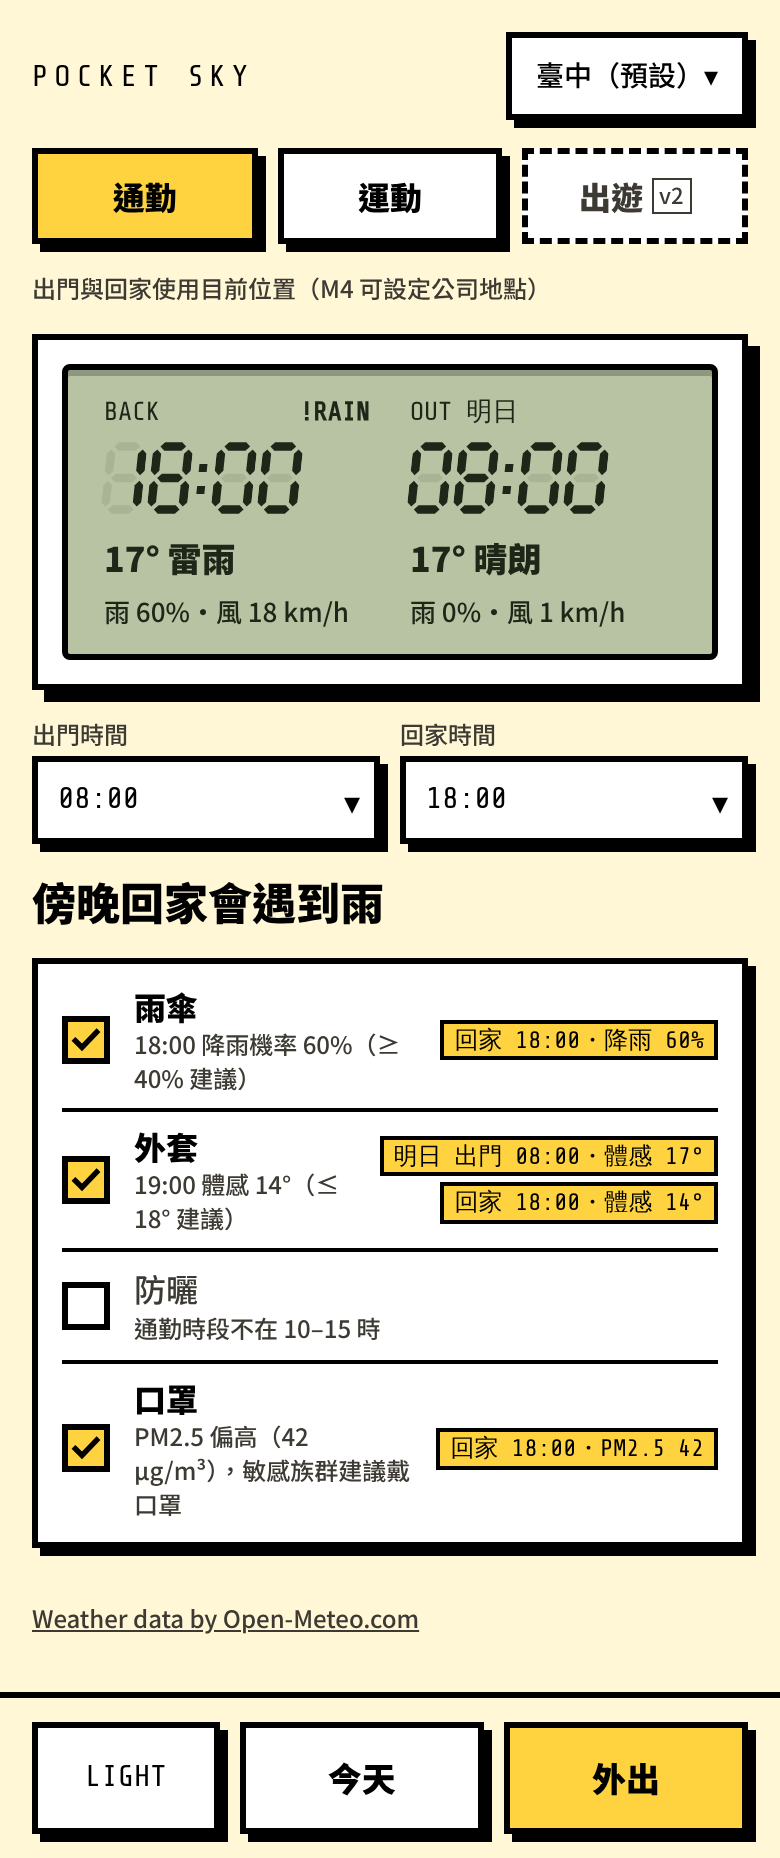 POCKET SKY
臺中（預設）▼
通勤
運動
出遊 v2
出門與回家使用目前位置（M4 可設定公司地點）
BACK !RAIN
18:00
17° 雷雨
雨 60%・風 18 km/h
OUT 明日
08:00
17° 晴朗
雨 0%・風 1 km/h
出門時間
08:00 ▼
回家時間
18:00 ▼
傍晚回家會遇到雨
雨傘
18:00 降雨機率 60%（≥
40% 建議）
回家 18:00・降雨 60%
外套
19:00 體感 14°（≤
18° 建議）
明日 出門 08:00・體感 17°
回家 18:00・體感 14°
防曬
通勤時段不在 10–15 時
口罩
PM2.5 偏高（42
μg/m³），敏感族群建議戴
口罩
回家 18:00・PM2.5 42
Weather data by Open-Meteo.com
LIGHT
今天
外出